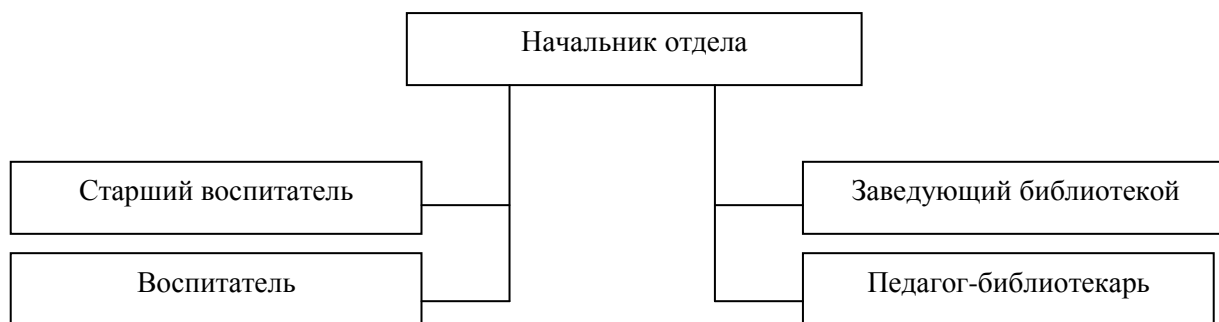 Начальник отдела
Старший воспитатель
Заведующий библиотекой
Воспитатель
Педагог-библиотекарь